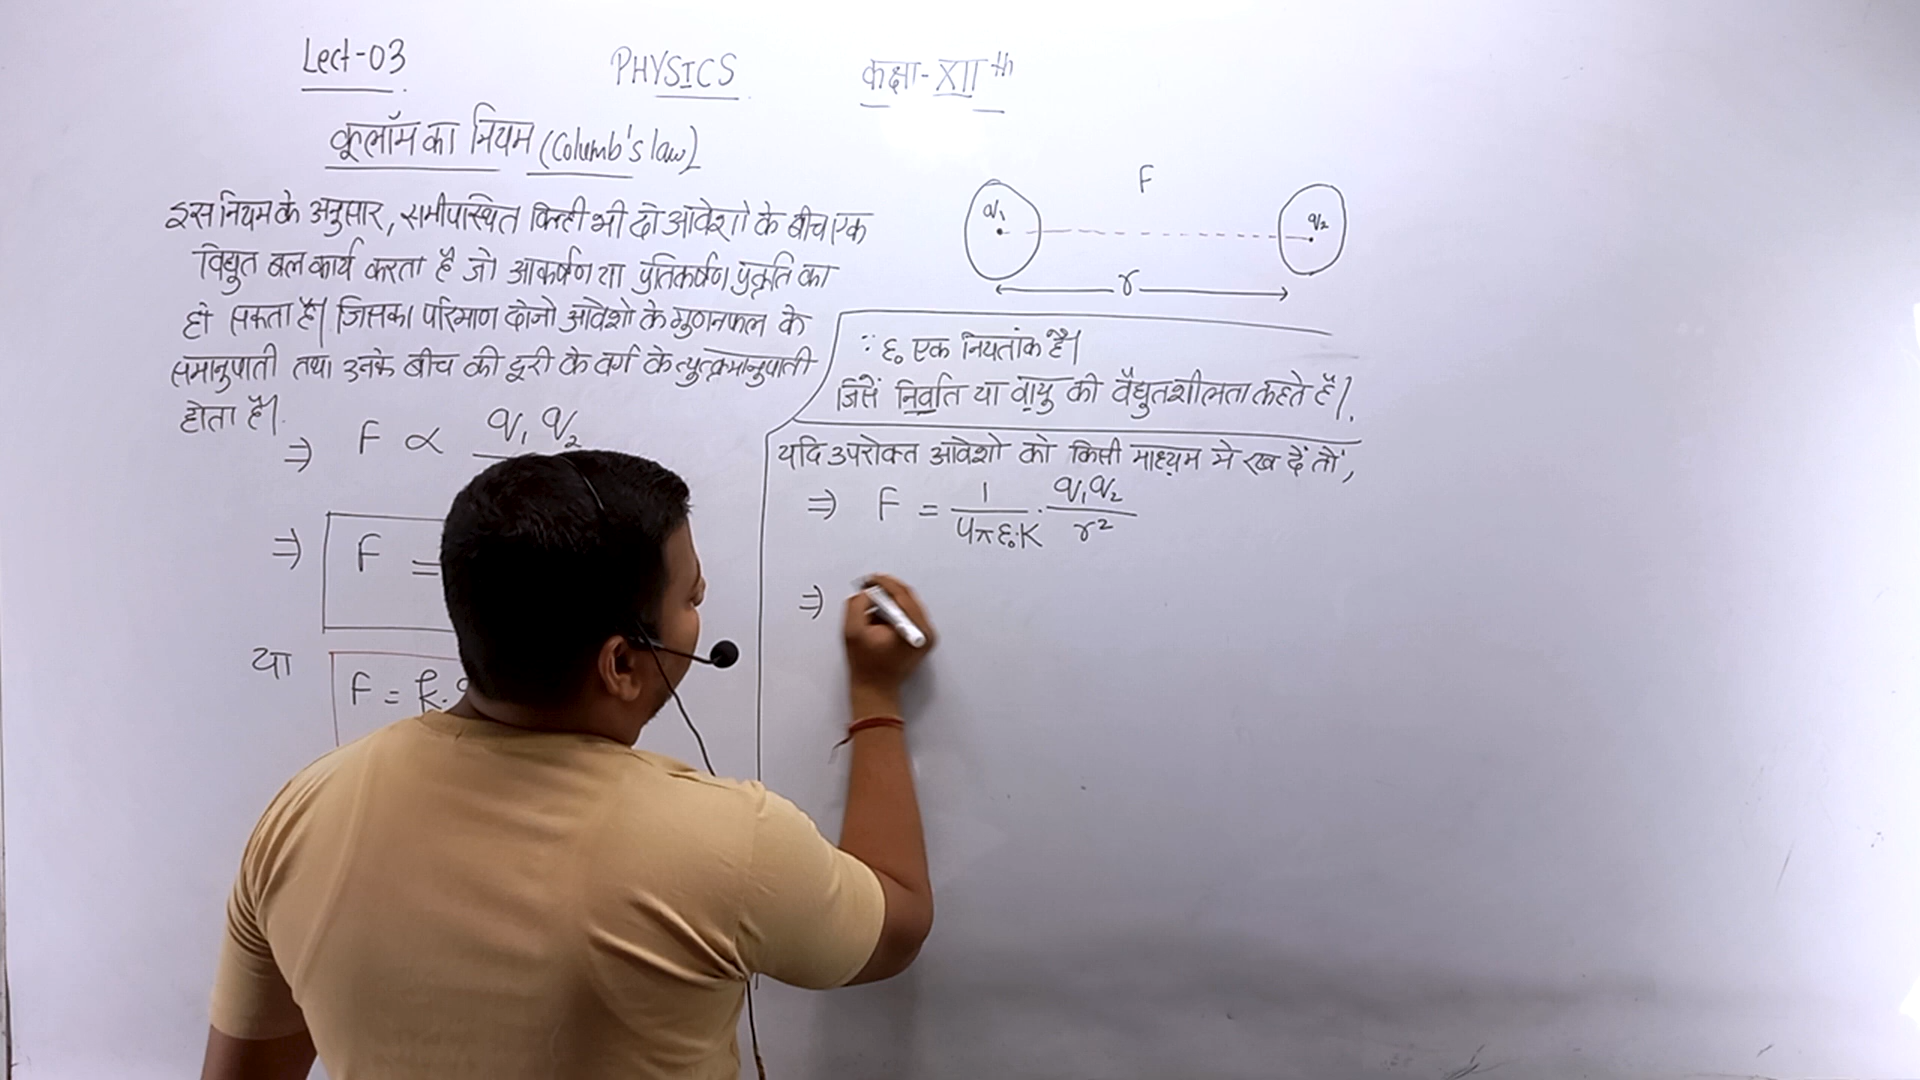 Lect-03
PHYSICS
कक्षा-XII th
कूलॉम का नियम (Columb's law)
इस नियम के अनुसार, समीपस्थित किन्ही भी दो आवेशो के बीच एक
विद्युत बल कार्य करता है जो आकर्षण या प्रतिकर्षण प्रकृति का
हो सकता है। जिसका परिमाण दोनो आवेशो के गुणनफल के
समानुपाती तथा उनके बीच की दूरी के वर्ग के व्युत्क्रमानुपाती
होता है।
⇒ F ∝ q₁ q₂
⇒ F =
या
F = k.
F
q₁
q₂
r
∵ ε₀ एक नियतांक है।
जिसे निर्वात या वायु की वैद्युतशीलता कहते है।
यदि उपरोक्त आवेशो को किसी माध्यम मे रख दें तो,
⇒ F = 1/4πε₀K · q₁q₂/r²
⇒